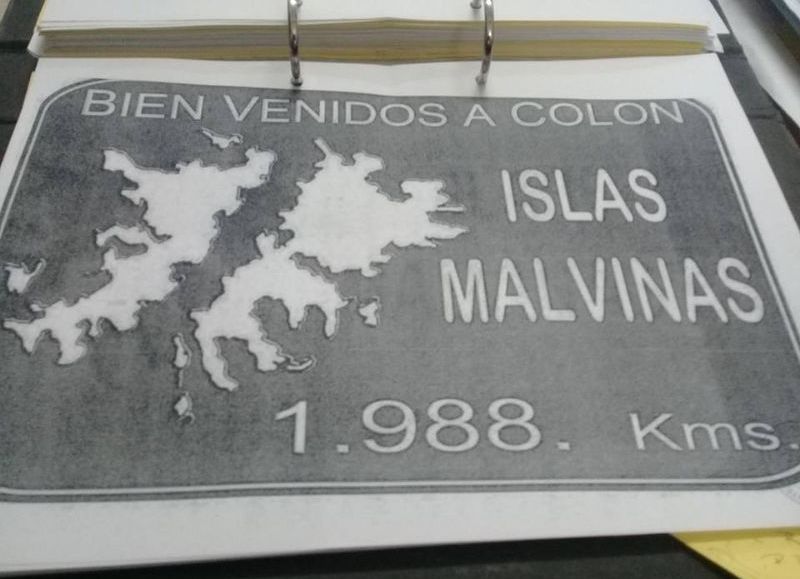 BIEN VENIDOS A COLON
ISLAS
MALVINAS
1.988. Kms.